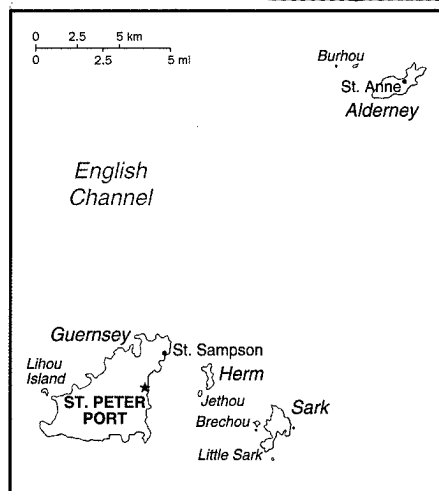 0 2.5 5 km
0 2.5 5 mi
Burhou
St. Anne
Alderney
English
Channel
Guernsey
St. Sampson
Lihou
Island
Herm
ST. PETER
PORT
Jethou
Sark
Brechou
Little Sark